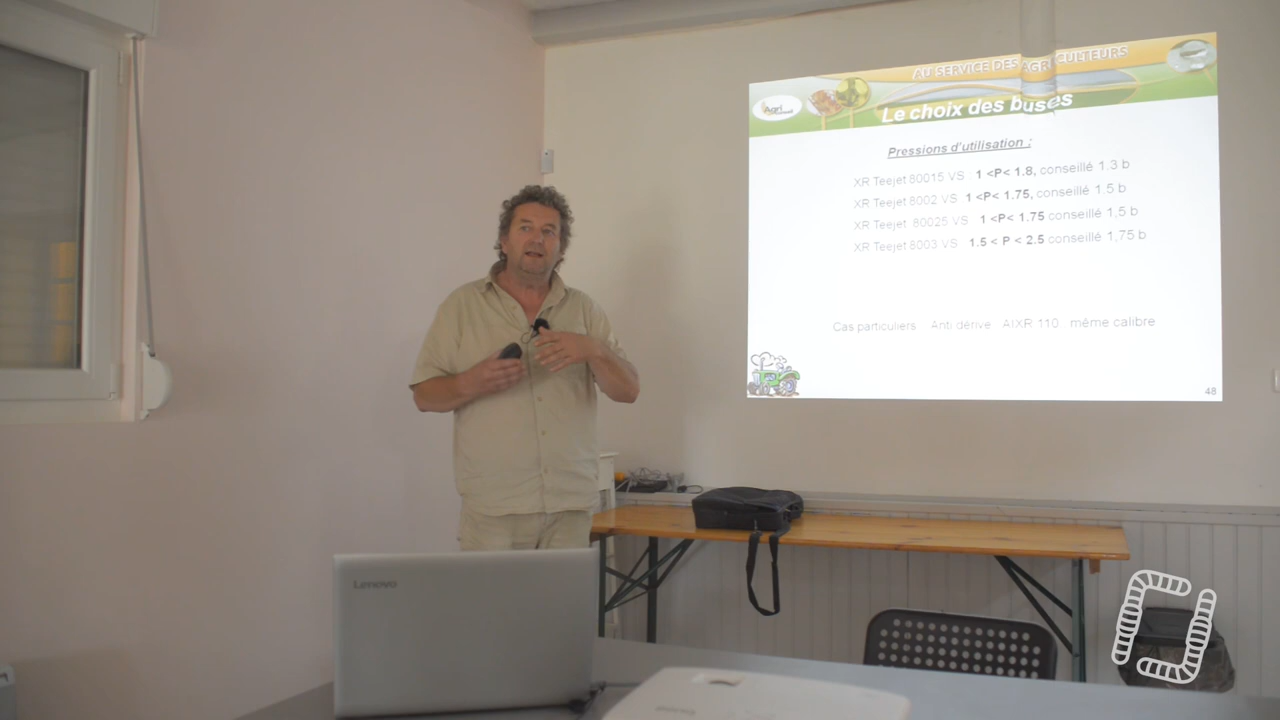 AU SERVICE DES AGRICULTEURS
Agri
Le choix des buses
Pressions d'utilisation :
XR Teejet 80015 VS 1 <P< 1.8, conseillé 1.3 b
XR Teejet 8002 VS 1 <P< 1.75, conseillé 1.5 b
XR Teejet 80025 VS 1 <P< 1.75 conseillé 1,5 b
XR Teejet 8003 VS 1.5 < P < 2.5 conseillé 1,75 b
Cas particuliers Anti dérive AIXR 110 même calibre
48
Lenovo